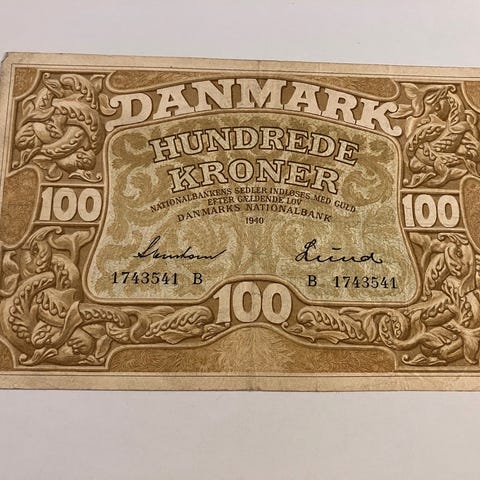 DANMARK
HUNDREDE
KRONER
NATIONALBANKENS SEDLER INDLØSES MED GULD
EFTER GÆLDENDE LOV
DANMARKS NATIONALBANK
1940
100
100
Lund
1743541 B
B 1743541
100